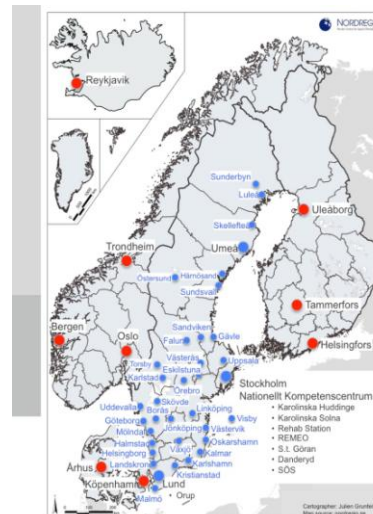 NORDREGIO
Reykjavik
Sunderbyn
Luleå
Uleåborg
Skellefteå
Umeå
Trondheim
Östersund
Härnösand
Sundsvall
Tammerfors
Bergen
Oslo
Sandviken
Gävle
Falun
Helsingfors
Torsby
Västerås
Uppsala
Eskilstuna
Karlstad
Örebro
Stockholm
Nationellt Kompetenscentrum
• Karolinska Huddinge
• Karolinska Solna
• Rehab Station
• REMEO
• S.t. Göran
• Danderyd
• SÖS
Skövde
Linköping
Uddevalla
Borås
Visby
Göteborg
Jönköping
Västervik
Mölndal
Oskarshamn
Växjö
Halmstad
Kalmar
Helsingborg
Karlshamn
Århus
Landskrona
Kristianstad
Köpenhamn
Lund
• Orup
Malmö